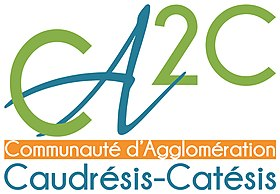 CA2C
Communauté d'Agglomération
Caudrésis-Catésis